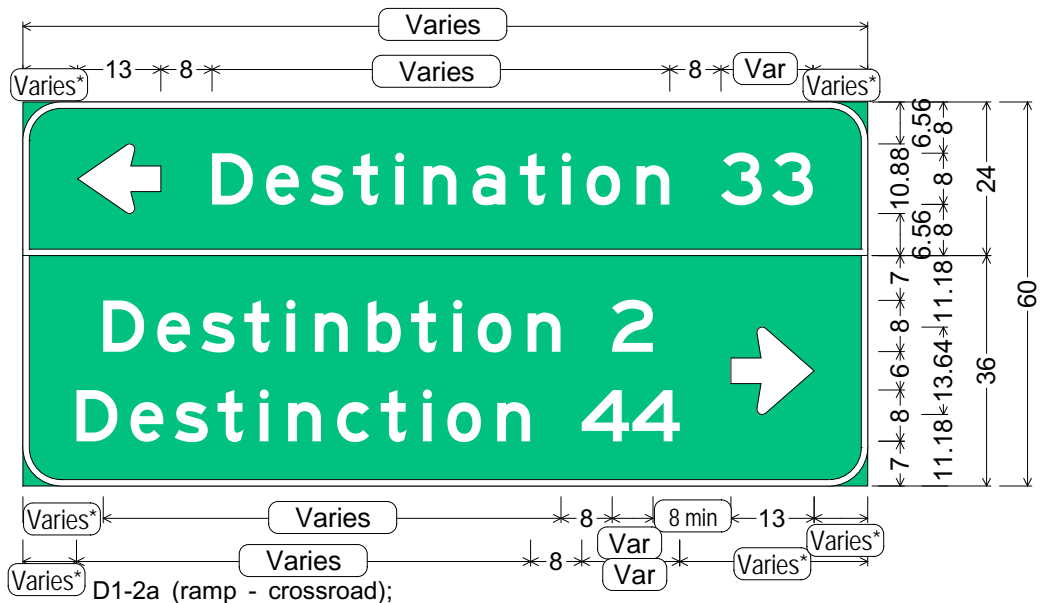 Varies
Varies* 13 8 Varies 8 Var Varies*
Destination 33
Destinbtion 2
Destinction 44
6.56 10.88 6.56 7 8 6 8 7
8 8 8 11.18 13.64 11.18
24 36
60
Varies* Varies 8 Var 8 min 13 Varies*
Varies* Varies 8 Var Varies*
D1-2a (ramp - crossroad);